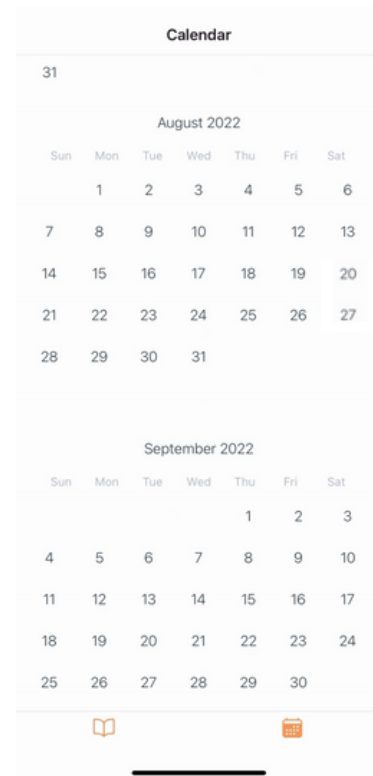 Calendar
31
August 2022
Sun Mon Tue Wed Thu Fri Sat
1 2 3 4 5 6
7 8 9 10 11 12 13
14 15 16 17 18 19 20
21 22 23 24 25 26 27
28 29 30 31
September 2022
Sun Mon Tue Wed Thu Fri Sat
1 2 3
4 5 6 7 8 9 10
11 12 13 14 15 16 17
18 19 20 21 22 23 24
25 26 27 28 29 30